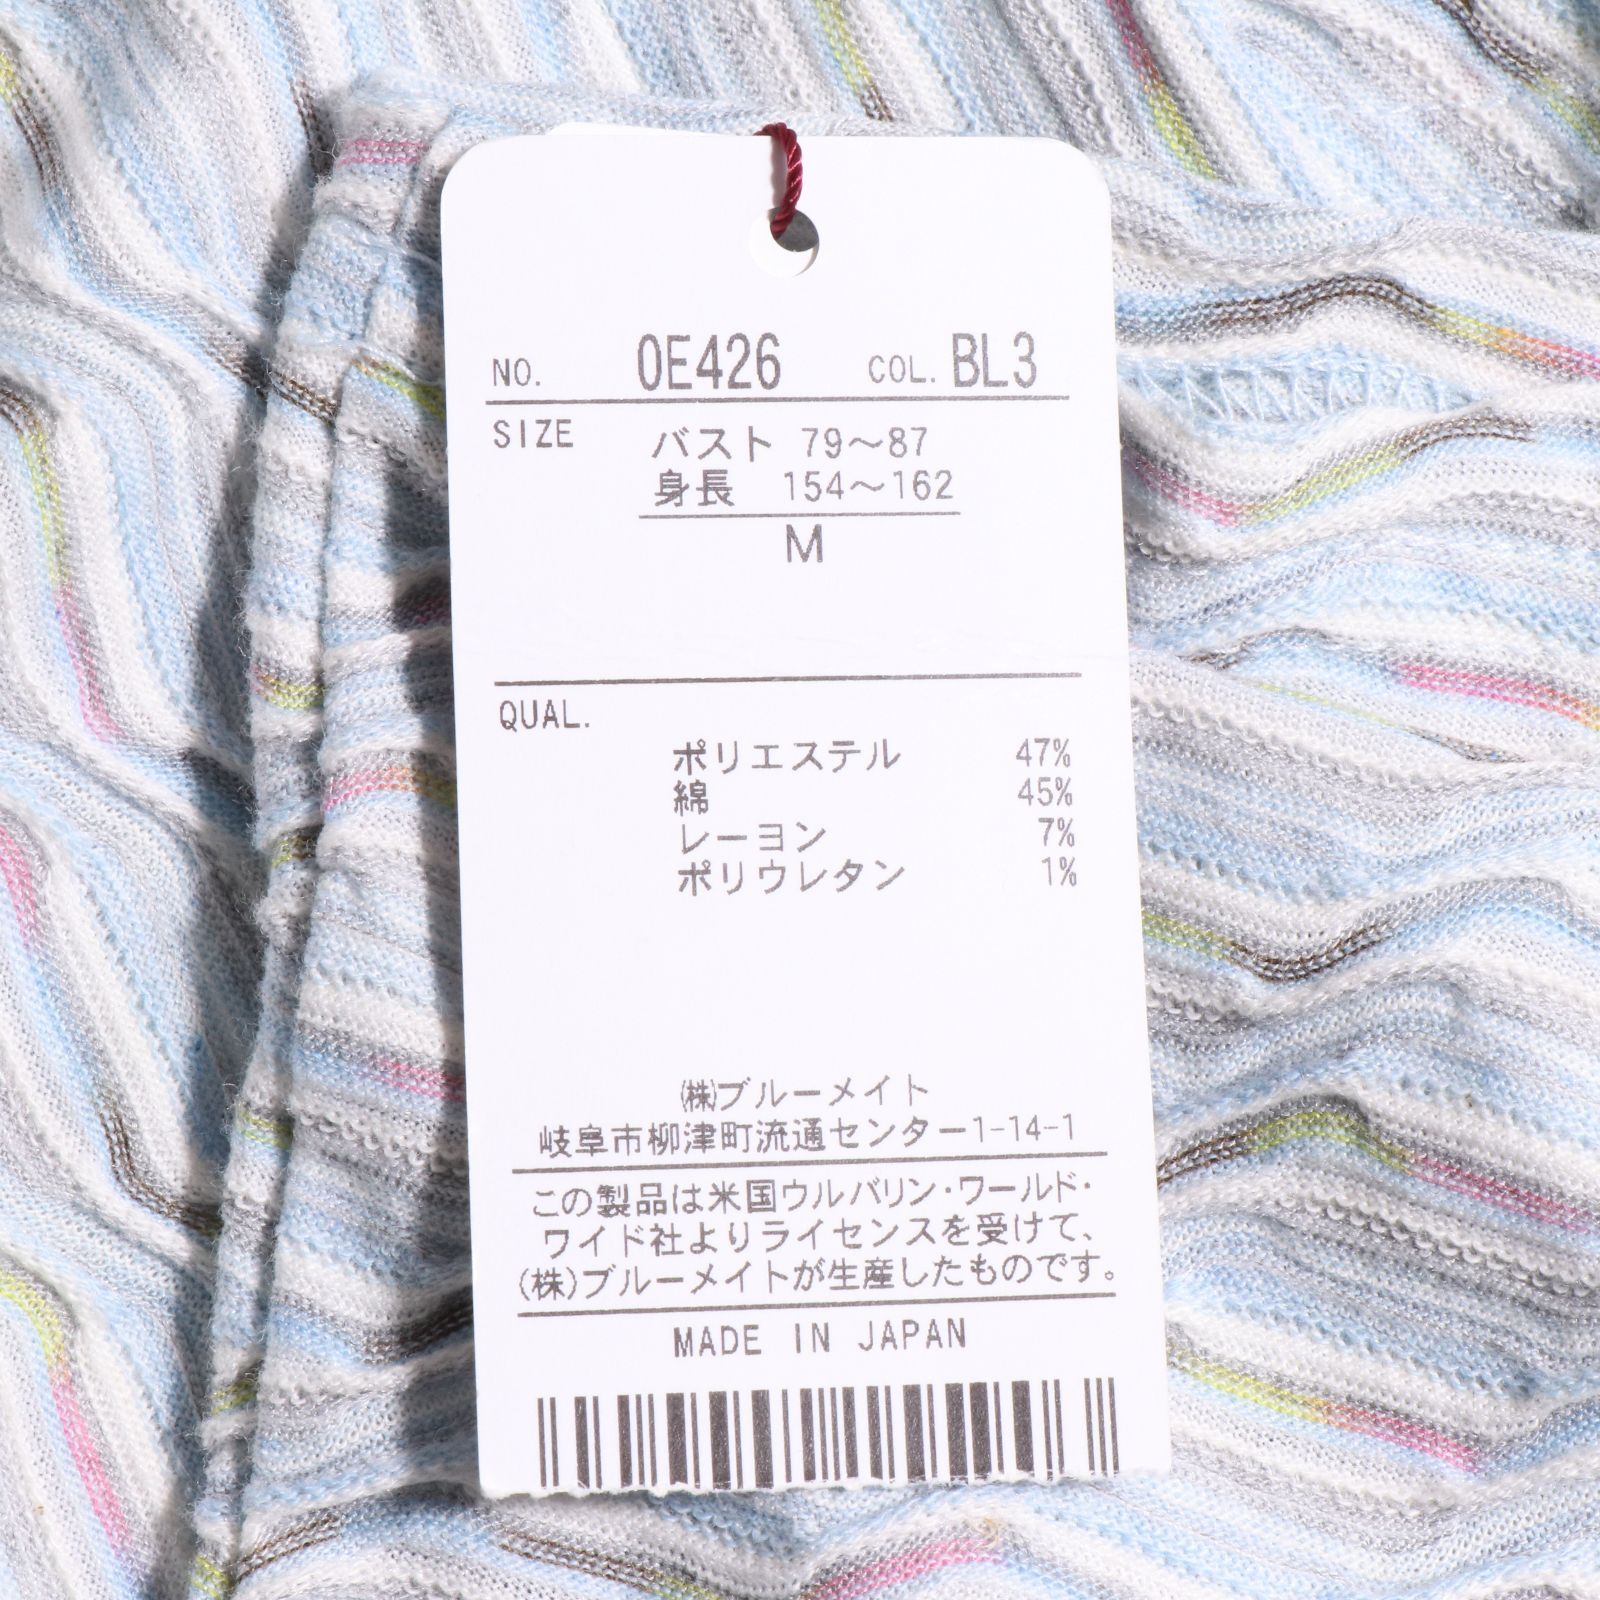 NO. 0E426 COL. BL3
SIZE バスト 79～87
身長 154～162
M
QUAL.
ポリエステル 47%
綿 45%
レーヨン 7%
ポリウレタン 1%
㈱ブルーメイト
岐阜市柳津町流通センター1-14-1
この製品は米国ウルバリン・ワールド・
ワイド社よりライセンスを受けて、
(株)ブルーメイトが生産したものです。
MADE IN JAPAN